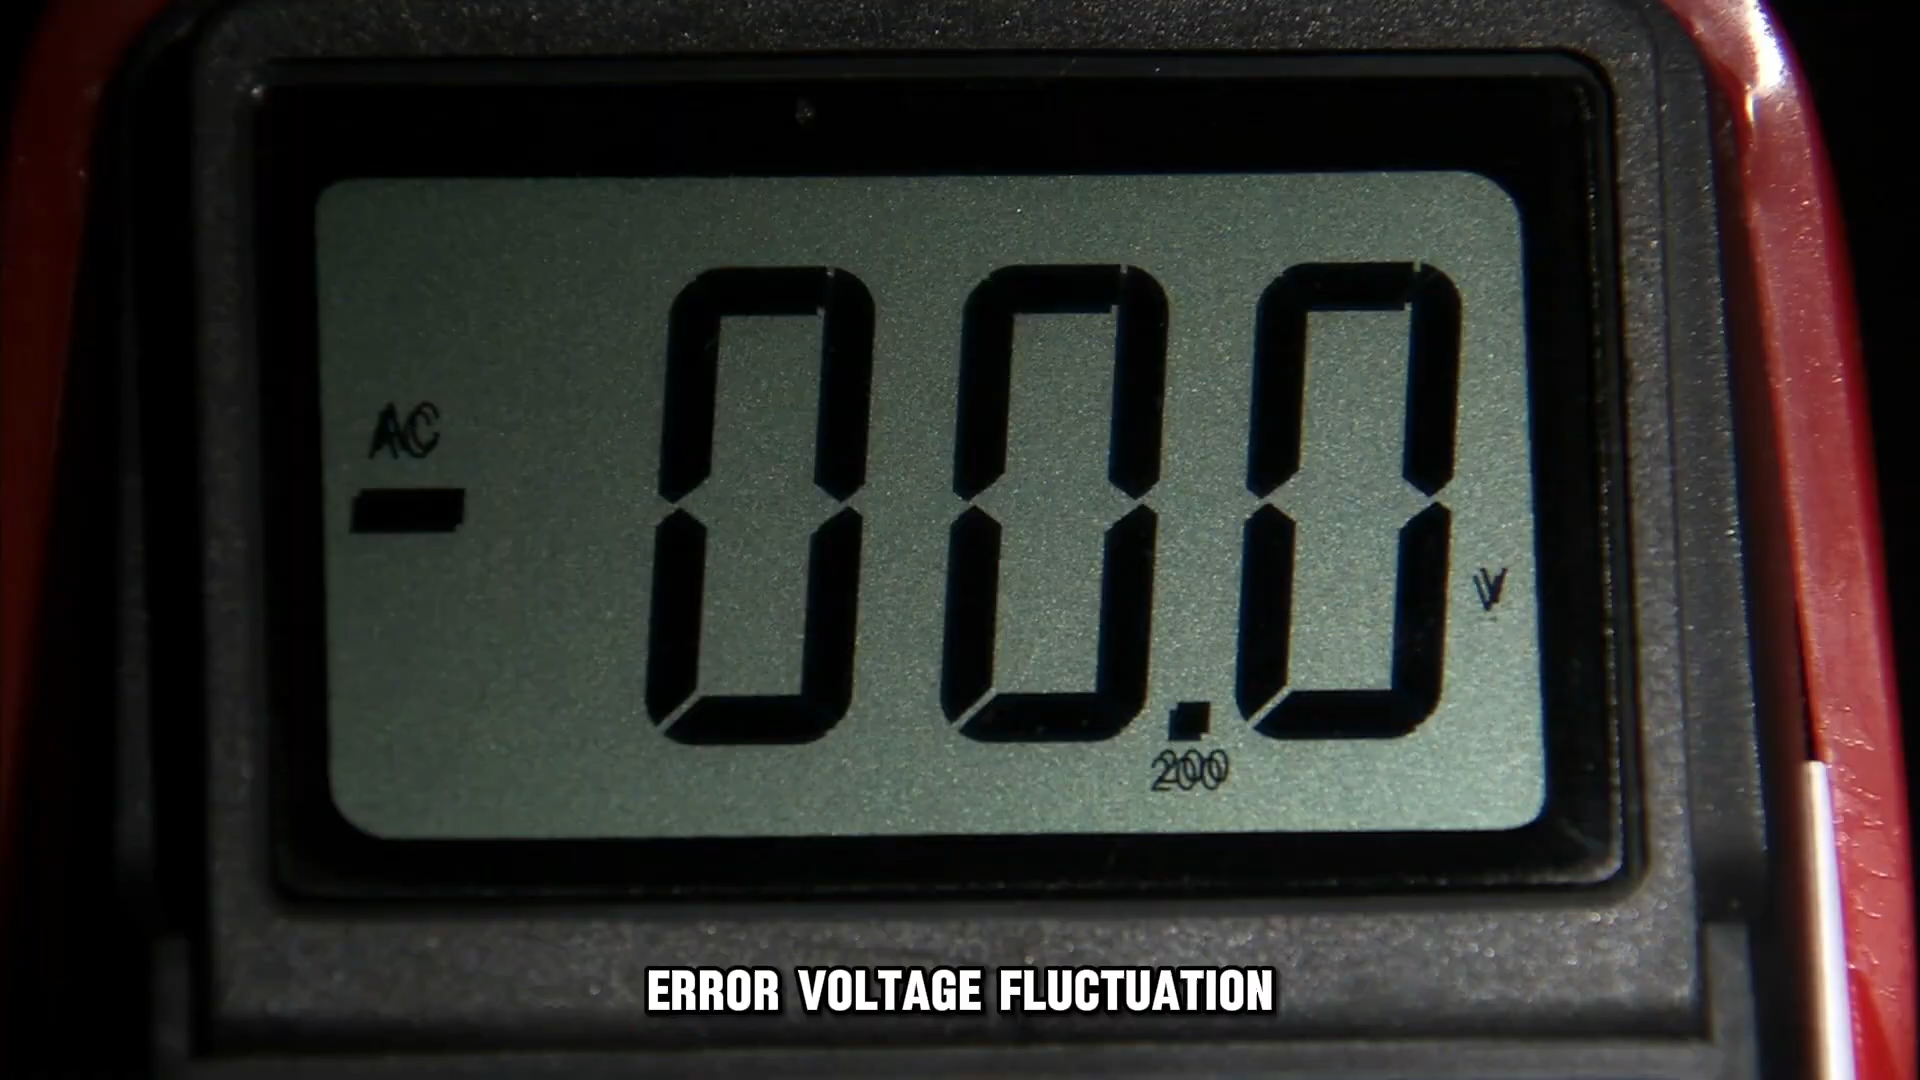 AC
- 00.0
V
200
ERROR VOLTAGE FLUCTUATION